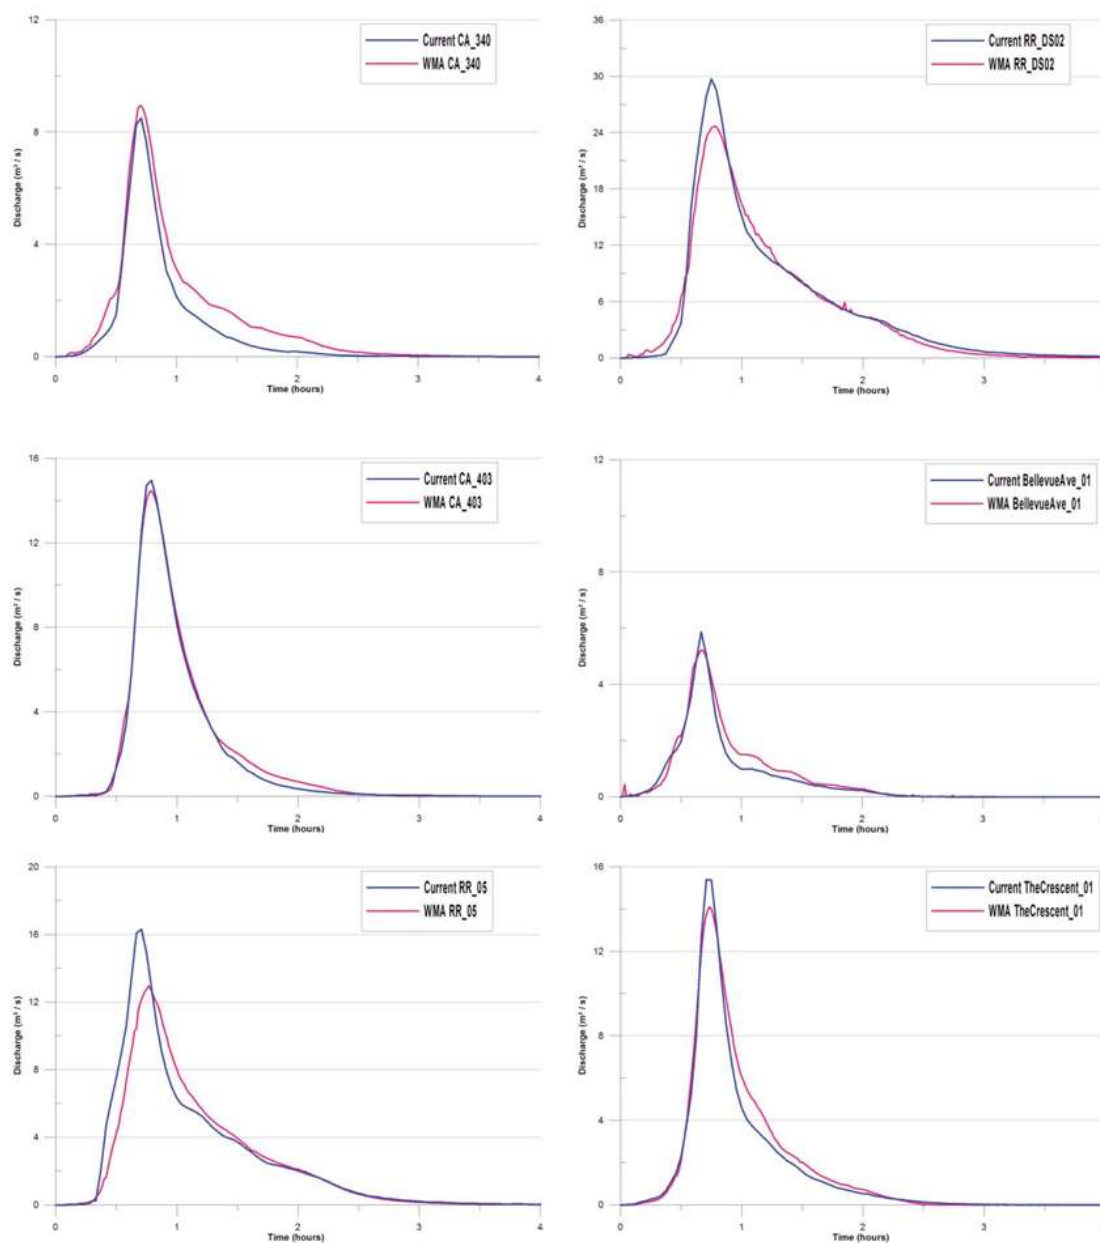 12
8
4
0
Discharge (m³ / s)
Current CA_340
WMA CA_340
0 1 2 3 4
Time (hours)
36
30
24
18
12
6
0
Discharge (m³ / s)
Current RR_DS02
WMA RR_DS02
0 1 2 3
Time (hours)
16
12
8
4
0
Discharge (m³ / s)
Current CA_403
WMA CA_403
0 1 2 3 4
Time (hours)
12
8
4
0
Discharge (m³ / s)
Current BellevueAve_01
WMA BellevueAve_01
0 1 2 3
Time (hours)
20
16
12
8
4
0
Discharge (m³ / s)
Current RR_05
WMA RR_05
0 1 2 3 4
Time (hours)
16
12
8
4
0
Discharge (m³ / s)
Current TheCrescent_01
WMA TheCrescent_01
0 1 2 3
Time (hours)